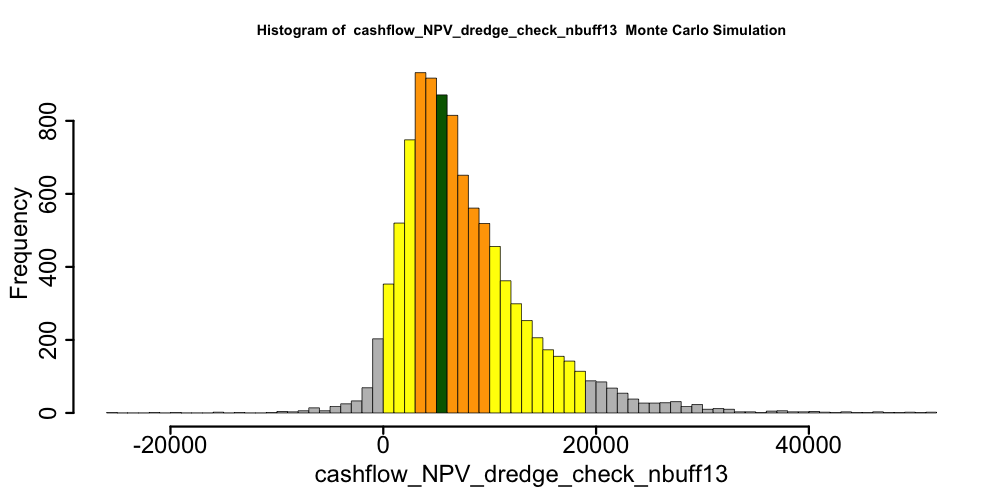 Histogram of  cashflow_NPV_dredge_check_nbuff13  Monte Carlo Simulation
Frequency
800
600
400
200
0
-20000 0 20000 40000
cashflow_NPV_dredge_check_nbuff13